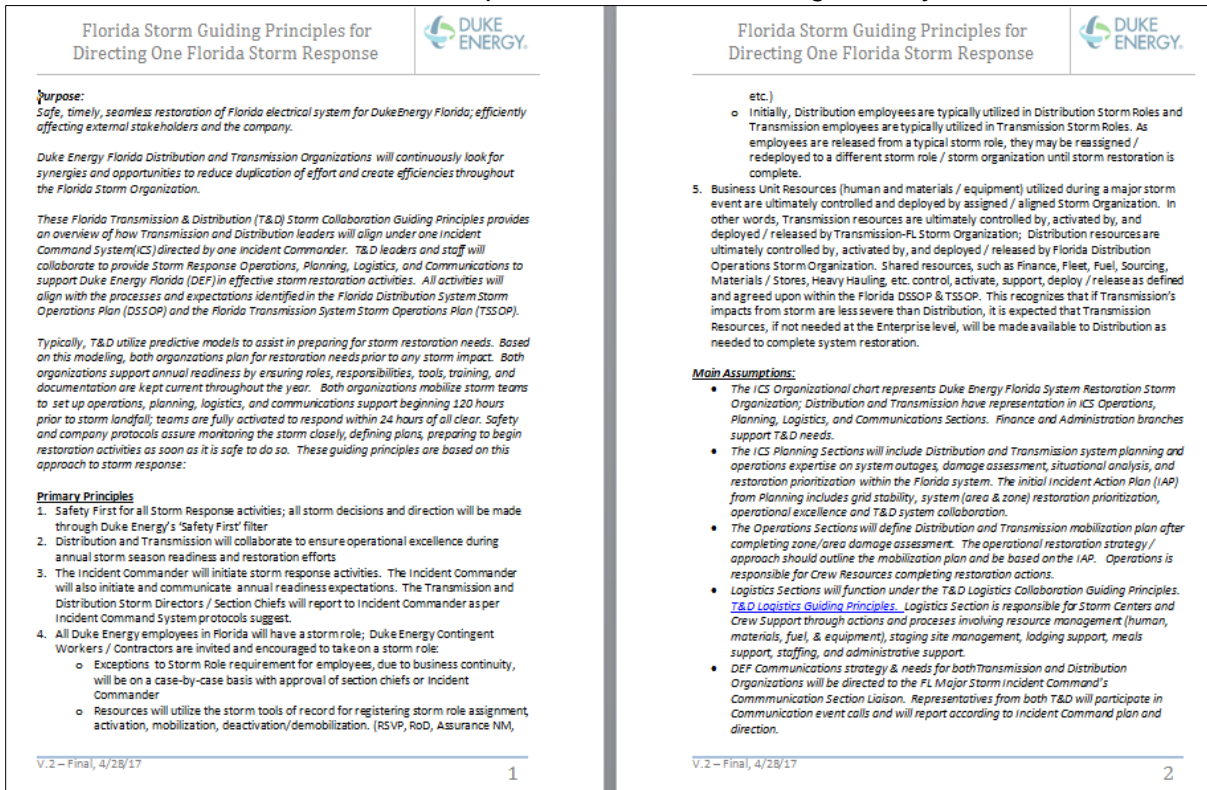 Florida Storm Guiding Principles for
Directing One Florida Storm Response
DUKE
ENERGY.
Purpose:
Safe, timely, seamless restoration of Florida electrical system for DukeEnergy Florida; efficiently
affecting external stakeholders and the company.
Duke Energy Florida Distribution and Transmission Organizations will continuously look for
synergies and opportunities to reduce duplication of effort and create efficiencies throughout
the Florida Storm Organization.
These Florida Transmission & Distribution (T&D) Storm Collaboration Guiding Principles provides
an overview of how Transmission and Distribution leaders will align under one Incident
Command System(ICS) directed by one Incident Commander. T&D leaders and staff will
collaborate to provide Storm Response Operations, Planning, Logistics, and Communications to
support Duke Energy Florida (DEF) in effective storm restoration activities. All activities will
align with the processes and expectations identified in the Florida Distribution System Storm
Operations Plan (DSSOP) and the Florida Transmission System Storm Operations Plan (TSSOP).
Typically, T&D utilize predictive models to assist in preparing for storm restoration needs. Based
on this modeling, both organzations plan for restoration needs prior to any storm impact. Both
organizations support annual readiness by ensuring roles, responsibilities, tools, training, and
documentation are kept current throughout the year. Both organizations mobilize storm teams
to set up operations, planning, logistics, and communications support beginning 120 hours
prior to storm landfall; teams are fully activated to respond within 24 hours of all clear. Safety
and company protocols assure monitoring the storm closely, defining plans, preparing to begin
restoration activities as soon as it is safe to do so. These guiding principles are based on this
approach to storm response:
Primary Principles
1. Safety First for all Storm Response activities; all storm decisions and direction will be made
through Duke Energy's 'Safety First' filter
2. Distribution and Transmission will collaborate to ensure operational excellence during
annual storm season readiness and restoration efforts
3. The Incident Commander will initiate storm response activities. The Incident Commander
will also initiate and communicate annual readiness expectations. The Transmission and
Distribution Storm Directors / Section Chiefs will report to Incident Commander as per
Incident Command System protocols suggest.
4. All Duke Energy employees in Florida will have a storm role; Duke Energy Contingent
Workers / Contractors are invited and encouraged to take on a storm role:
o Exceptions to Storm Role requirement for employees, due to business continuity,
will be on a case-by-case basis with approval of section chiefs or Incident
Commander
o Resources will utilize the storm tools of record for registering storm role assignment,
activation, mobilization, deactivation/demobilization. (RSVP, RoD, Assurance NM,
V.2 – Final, 4/28/17
1
Florida Storm Guiding Principles for
Directing One Florida Storm Response
DUKE
ENERGY.
etc.)
o Initially, Distribution employees are typically utilized in Distribution Storm Roles and
Transmission employees are typically utilized in Transmission Storm Roles. As
employees are released from a typical storm role, they may be reassigned /
redeployed to a different storm role / storm organization until storm restoration is
complete.
5. Business Unit Resources (human and materials / equipment) utilized during a major storm
event are ultimately controlled and deployed by assigned / aligned Storm Organization. In
other words, Transmission resources are ultimately controlled by, activated by, and
deployed / released by Transmission-FL Storm Organization; Distribution resources are
ultimately controlled by, activated by, and deployed / released by Florida Distribution
Operations Storm Organization. Shared resources, such as Finance, Fleet, Fuel, Sourcing,
Materials / Stores, Heavy Hauling, etc. control, activate, support, deploy / release as defined
and agreed upon within the Florida DSSOP & TSSOP. This recognizes that if Transmission's
impacts from storm are less severe than Distribution, it is expected that Transmission
Resources, if not needed at the Enterprise level, will be made available to Distribution as
needed to complete system restoration.
Main Assumptions:
• The ICS Organizational chart represents Duke Energy Florida System Restoration Storm
Organization; Distribution and Transmission have representation in ICS Operations,
Planning, Logistics, and Communications Sections. Finance and Administration branches
support T&D needs.
• The ICS Planning Sections will include Distribution and Transmission system planning and
operations expertise on system outages, damage assessment, situational analysis, and
restoration prioritization within the Florida system. The initial Incident Action Plan (IAP)
from Planning includes grid stability, system (area & zone) restoration prioritization,
operational excellence and T&D system collaboration.
• The Operations Sections will define Distribution and Transmission mobilization plan after
completing zone/area damage assessment. The operational restoration strategy /
approach should outline the mobilization plan and be based on the IAP. Operations is
responsible for Crew Resources completing restoration actions.
• Logistics Sections will function under the T&D Logistics Collaboration Guiding Principles.
T&D Logistics Guiding Principles. Logistics Section is responsible for Storm Centers and
Crew Support through actions and proceses involving resource management (human,
materials, fuel, & equipment), staging site management, lodging support, meals
support, staffing, and administrative support.
• DEF Communications strategy & needs for bothTransmission and Distribution
Organizations will be directed to the FL Major Storm Incident Command's
Commmunication Section Liaison. Representatives from both T&D will participate in
Communication event calls and will report according to Incident Command plan and
direction.
V.2 – Final, 4/28/17
2